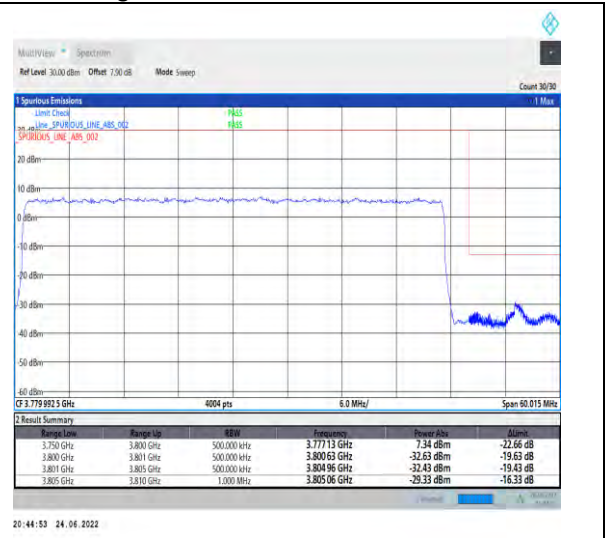 MultiView Spectrum
Ref Level 30.00 dBm Offset 7.90 dB Mode Sweep
Count 30/30
1 Spurious Emissions 1 Max
Limit Check PASS
Line _SPURIOUS_LINE_ABS_002 PASS
_SPURIOUS_LINE_ABS_002
20 dBm
10 dBm
0 dBm
-10 dBm
-20 dBm
-30 dBm
-40 dBm
-50 dBm
-60 dBm
CF 3.779 992 5 GHz 4004 pts 6.0 MHz/ Span 60.015 MHz
2 Result Summary
Range Low Range Up RBW Frequency Power Abs ΔLimit
3.750 GHz 3.800 GHz 500.000 kHz 3.777 13 GHz 7.34 dBm -22.66 dB
3.800 GHz 3.801 GHz 500.000 kHz 3.800 63 GHz -32.63 dBm -19.63 dB
3.801 GHz 3.805 GHz 500.000 kHz 3.804 96 GHz -32.43 dBm -19.43 dB
3.805 GHz 3.810 GHz 1.000 MHz 3.805 06 GHz -29.33 dBm -16.33 dB
20:44:53 24.06.2022